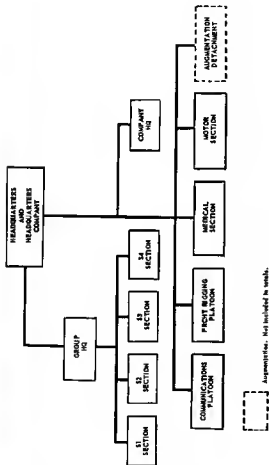 HEADQUARTERS
AND
HEADQUARTERS
COMPANY
GROUP
HQ
COMPANY
HQ
S1
SECTION
S2
SECTION
S3
SECTION
S4
SECTION
COMMUNICATIONS
PLATOON
PRCHT RIGGING
PLATOON
MEDICAL
SECTION
MOTOR
SECTION
AUGMENTATION
DETACHMENT
Augmentation. Not included in totals.